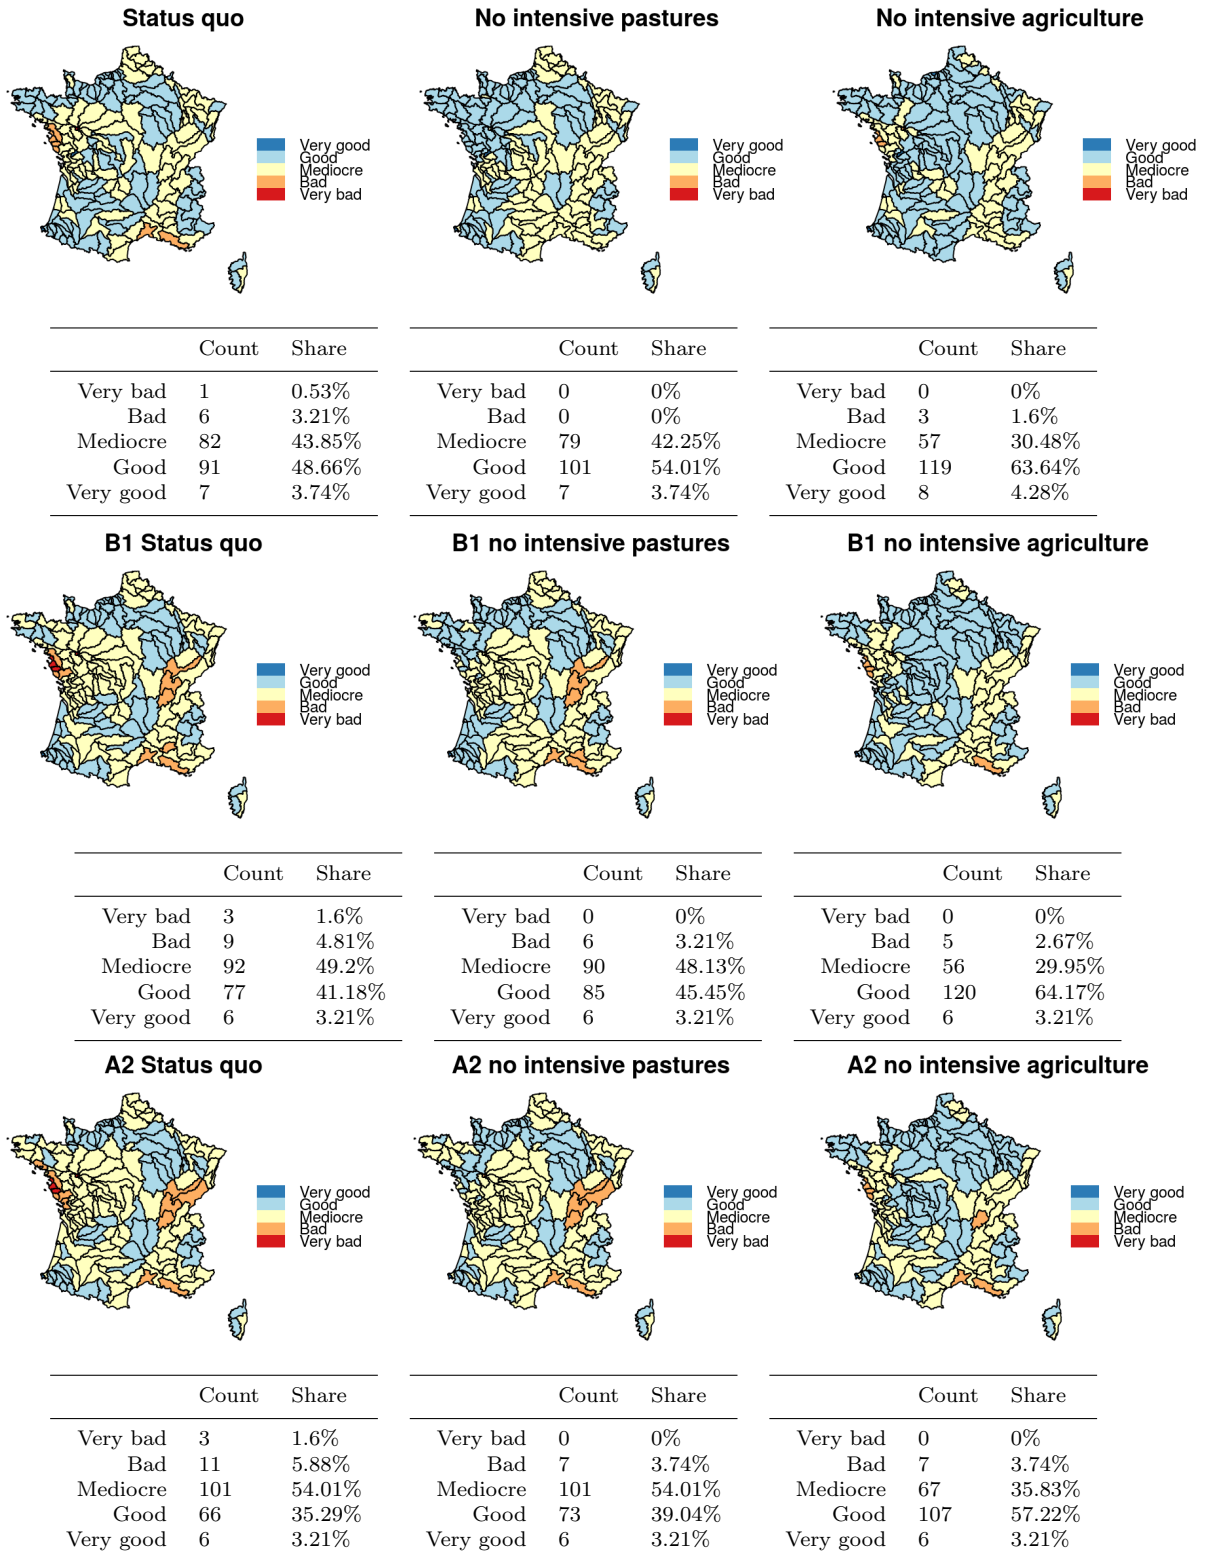 Status quo
No intensive pastures
No intensive agriculture
Very good
Good
Mediocre
Bad
Very bad
Very good
Good
Mediocre
Bad
Very bad
Very good
Good
Mediocre
Bad
Very bad
Count Share
Very bad 1 0.53%
Bad 6 3.21%
Mediocre 82 43.85%
Good 91 48.66%
Very good 7 3.74%
Count Share
Very bad 0 0%
Bad 0 0%
Mediocre 79 42.25%
Good 101 54.01%
Very good 7 3.74%
Count Share
Very bad 0 0%
Bad 3 1.6%
Mediocre 57 30.48%
Good 119 63.64%
Very good 8 4.28%
B1 Status quo
B1 no intensive pastures
B1 no intensive agriculture
Very good
Good
Mediocre
Bad
Very bad
Very good
Good
Mediocre
Bad
Very bad
Very good
Good
Mediocre
Bad
Very bad
Count Share
Very bad 3 1.6%
Bad 9 4.81%
Mediocre 92 49.2%
Good 77 41.18%
Very good 6 3.21%
Count Share
Very bad 0 0%
Bad 6 3.21%
Mediocre 90 48.13%
Good 85 45.45%
Very good 6 3.21%
Count Share
Very bad 0 0%
Bad 5 2.67%
Mediocre 56 29.95%
Good 120 64.17%
Very good 6 3.21%
A2 Status quo
A2 no intensive pastures
A2 no intensive agriculture
Very good
Good
Mediocre
Bad
Very bad
Very good
Good
Mediocre
Bad
Very bad
Very good
Good
Mediocre
Bad
Very bad
Count Share
Very bad 3 1.6%
Bad 11 5.88%
Mediocre 101 54.01%
Good 66 35.29%
Very good 6 3.21%
Count Share
Very bad 0 0%
Bad 7 3.74%
Mediocre 101 54.01%
Good 73 39.04%
Very good 6 3.21%
Count Share
Very bad 0 0%
Bad 7 3.74%
Mediocre 67 35.83%
Good 107 57.22%
Very good 6 3.21%